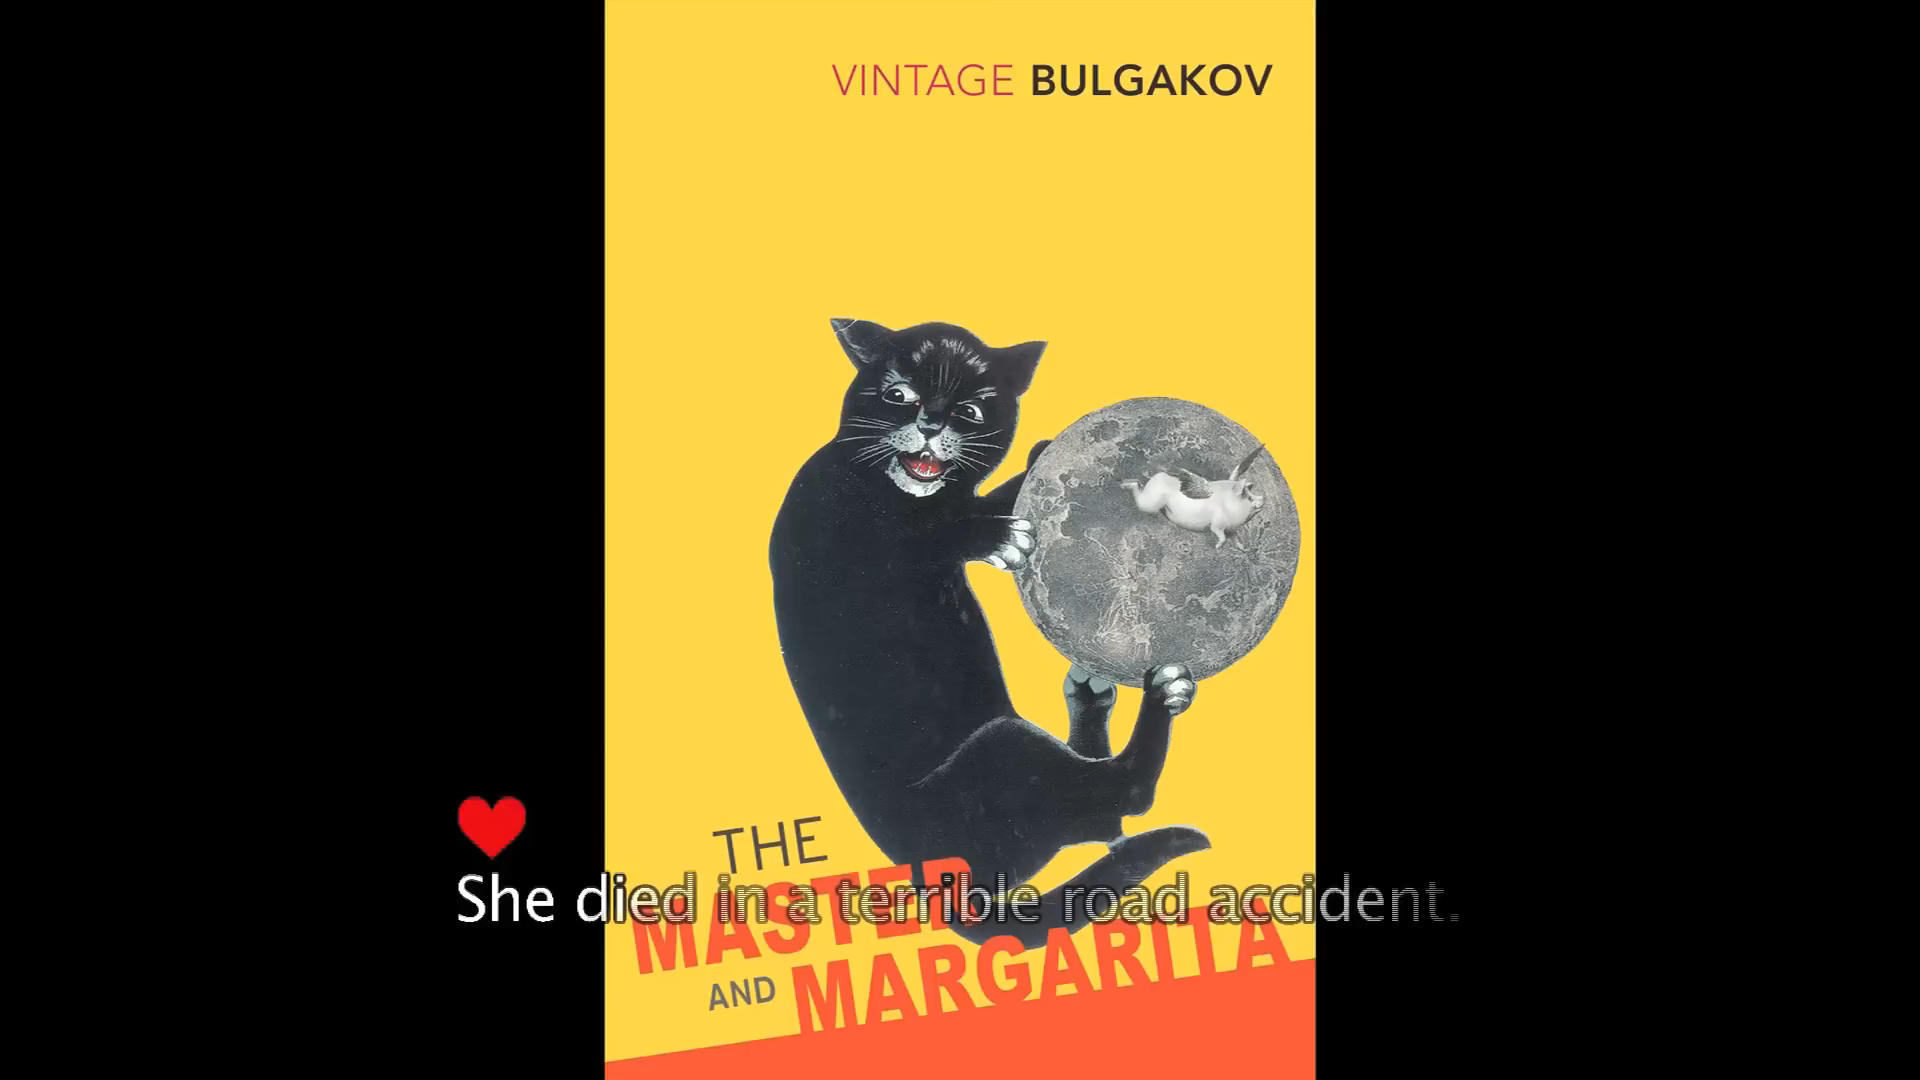 VINTAGE BULGAKOV
THE
MASTER
AND MARGARITA
She died in a terrible road accident.